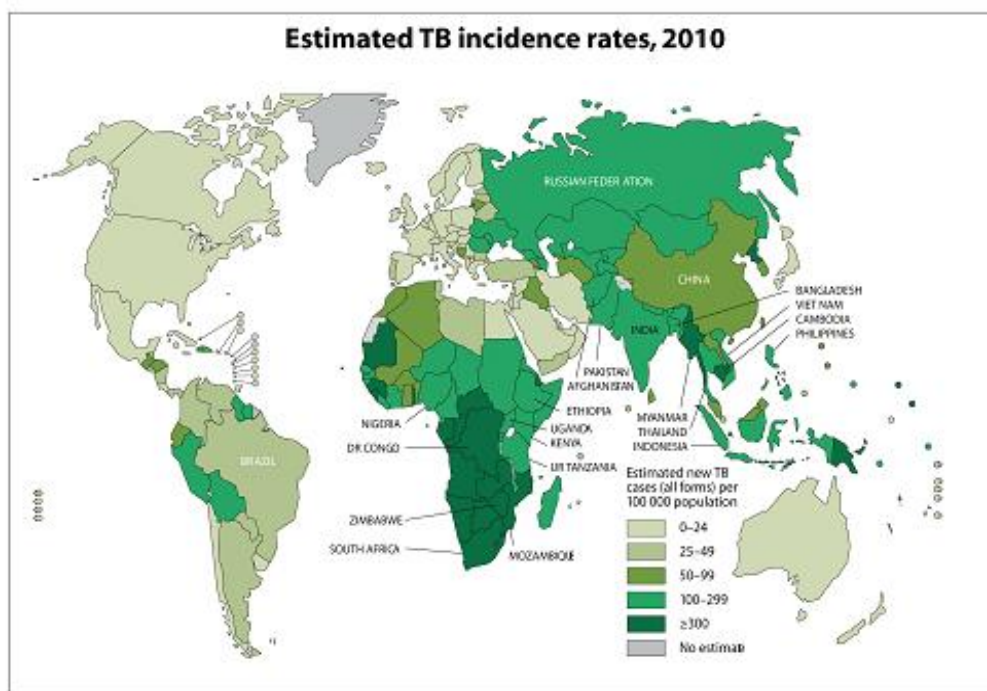 Estimated TB incidence rates, 2010
RUSSIAN FEDERATION
CHINA
BANGLADESH
VIET NAM
CAMBODIA
PHILIPPINES
INDIA
PAKISTAN
AFGHANISTAN
NIGERIA
ETHIOPIA
UGANDA
KENYA
MYANMAR
THAILAND
INDONESIA
DR CONGO
BRAZIL
UR TANZANIA
Estimated new TB
cases (all forms) per
100 000 population
ZIMBABWE
SOUTH AFRICA
MOZAMBIQUE
0–24
25–49
50–99
100–299
≥300
No estimate